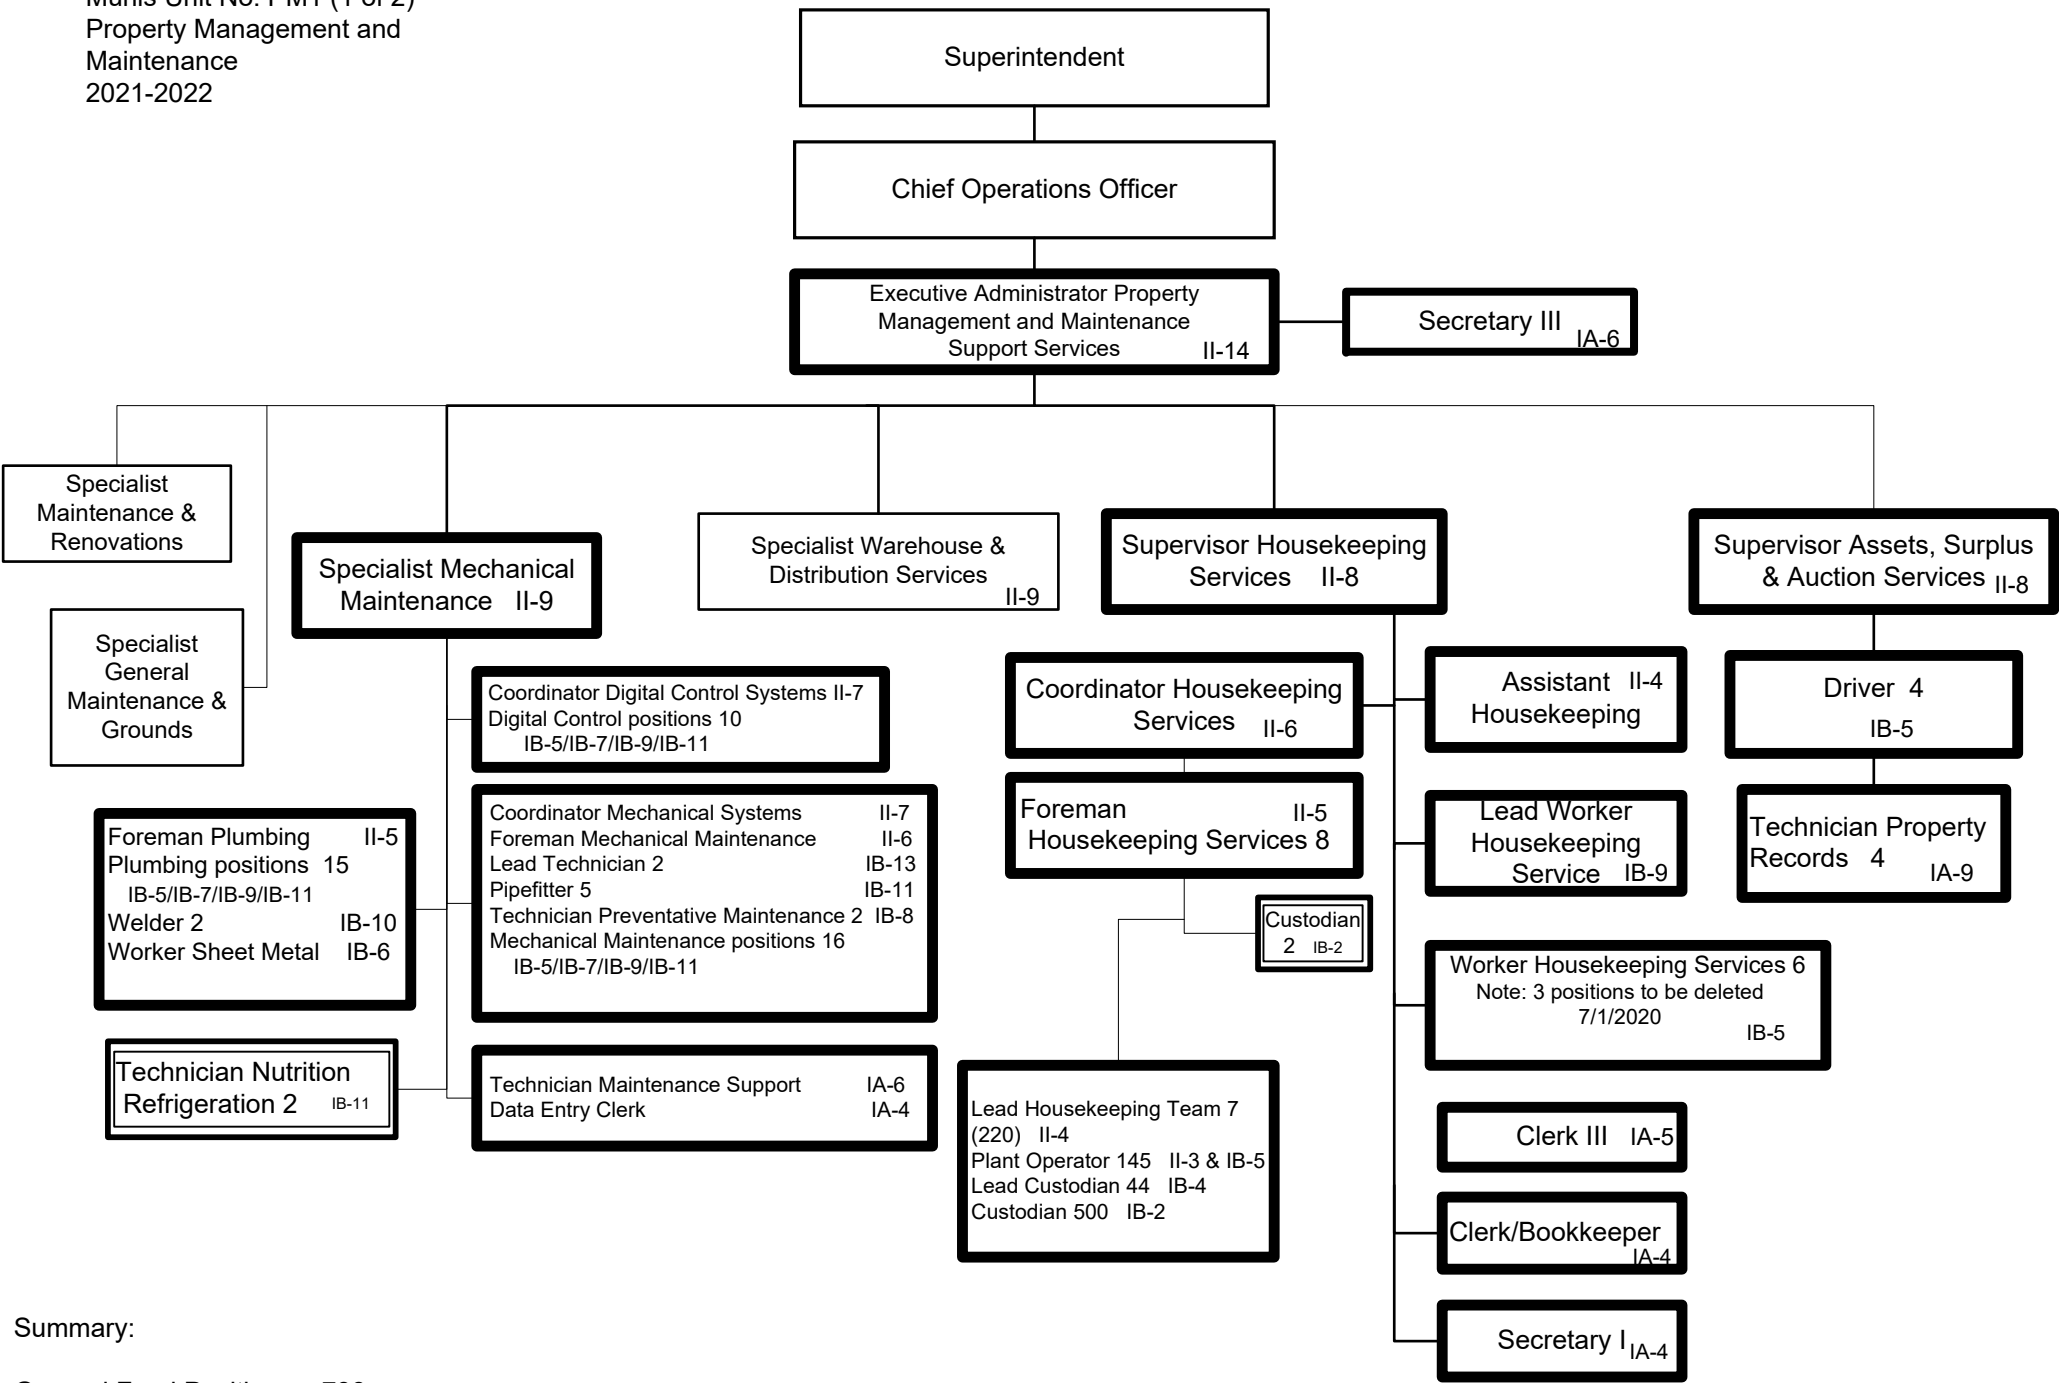 Munis Unit No. PM1 (1 of 2)
Property Management and
Maintenance
2021-2022
Superintendent
Chief Operations Officer
Executive Administrator Property
Management and Maintenance
Support Services II-14
Secretary III IA-6
Specialist
Maintenance &
Renovations
Specialist
General
Maintenance &
Grounds
Specialist Mechanical
Maintenance II-9
Specialist Warehouse &
Distribution Services
II-9
Supervisor Housekeeping
Services II-8
Supervisor Assets, Surplus
& Auction Services II-8
Coordinator Digital Control Systems II-7
Digital Control positions 10
IB-5/IB-7/IB-9/IB-11
Foreman Plumbing II-5
Plumbing positions 15
IB-5/IB-7/IB-9/IB-11
Welder 2 IB-10
Worker Sheet Metal IB-6
Coordinator Mechanical Systems II-7
Foreman Mechanical Maintenance II-6
Lead Technician 2 IB-13
Pipefitter 5 IB-11
Technician Preventative Maintenance 2 IB-8
Mechanical Maintenance positions 16
IB-5/IB-7/IB-9/IB-11
Technician Nutrition
Refrigeration 2 IB-11
Technician Maintenance Support IA-6
Data Entry Clerk IA-4
Coordinator Housekeeping
Services II-6
Foreman II-5
Housekeeping Services 8
Custodian
2 IB-2
Lead Housekeeping Team 7
(220) II-4
Plant Operator 145 II-3 & IB-5
Lead Custodian 44 IB-4
Custodian 500 IB-2
Assistant II-4
Housekeeping
Lead Worker
Housekeeping
Service IB-9
Worker Housekeeping Services 6
Note: 3 positions to be deleted
7/1/2020
IB-5
Clerk III IA-5
Clerk/Bookkeeper
IA-4
Secretary I IA-4
Driver 4
IB-5
Technician Property
Records 4 IA-9
Summary: